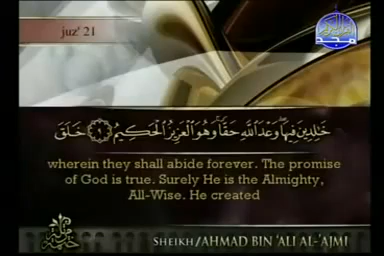 juz' 21
خَٰلِدِينَ فِيهَا وَعْدَ ٱللَّهِ حَقًّا وَهُوَ ٱلْعَزِيزُ ٱلْحَكِيمُ ۝٩ خَلَقَ
wherein they shall abide forever. The promise
of God is true. Surely He is the Almighty,
All-Wise. He created
SHEIKH/AHMAD BIN 'ALI AL-'AJMI